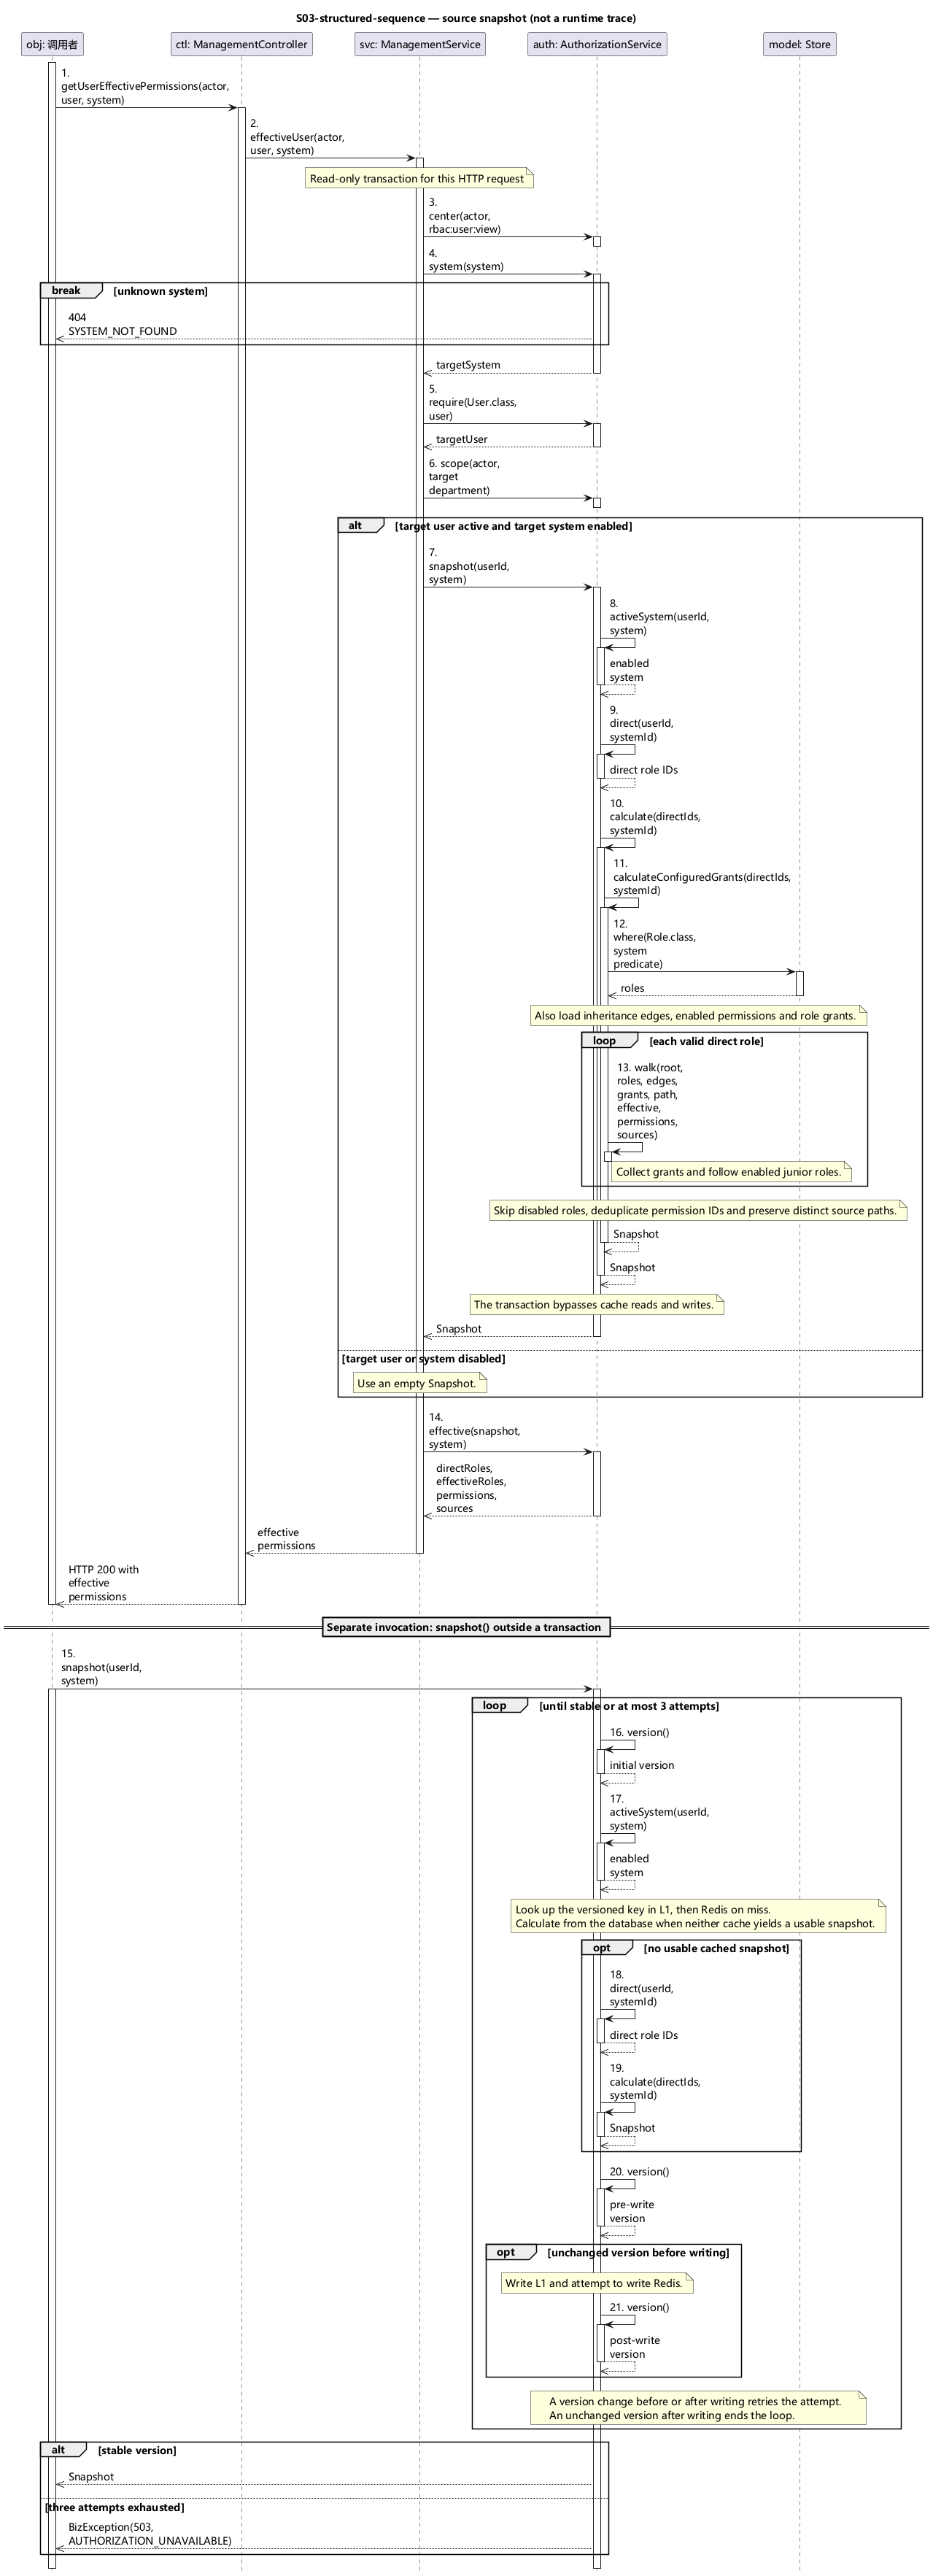 S03-structured-sequence — source snapshot (not a runtime trace)
obj: 调用者
ctl: ManagementController
svc: ManagementService
auth: AuthorizationService
model: Store
1.
getUserEffectivePermissions(actor,
user, system)
2.
effectiveUser(actor,
user, system)
Read-only transaction for this HTTP request
3.
center(actor,
rbac:user:view)
4.
system(system)
break
[unknown system]
404
SYSTEM_NOT_FOUND
targetSystem
5.
require(User.class,
user)
targetUser
6. scope(actor,
target
department)
alt
[target user active and target system enabled]
7.
snapshot(userId,
system)
8.
activeSystem(userId,
system)
enabled
system
9.
direct(userId,
systemId)
direct role IDs
10.
calculate(directIds,
systemId)
11.
calculateConfiguredGrants(directIds,
systemId)
12.
where(Role.class,
system
predicate)
roles
Also load inheritance edges, enabled permissions and role grants.
loop
[each valid direct role]
13. walk(root,
roles, edges,
grants, path,
effective,
permissions,
sources)
Collect grants and follow enabled junior roles.
Skip disabled roles, deduplicate permission IDs and preserve distinct source paths.
Snapshot
Snapshot
The transaction bypasses cache reads and writes.
Snapshot
[target user or system disabled]
Use an empty Snapshot.
14.
effective(snapshot,
system)
directRoles,
effectiveRoles,
permissions,
sources
effective
permissions
HTTP 200 with
effective
permissions
Separate invocation: snapshot() outside a transaction
15.
snapshot(userId,
system)
loop
[until stable or at most 3 attempts]
16. version()
initial version
17.
activeSystem(userId,
system)
enabled
system
Look up the versioned key in L1, then Redis on miss.
Calculate from the database when neither cache yields a usable snapshot.
opt
[no usable cached snapshot]
18.
direct(userId,
systemId)
direct role IDs
19.
calculate(directIds,
systemId)
Snapshot
20. version()
pre-write
version
opt
[unchanged version before writing]
Write L1 and attempt to write Redis.
21. version()
post-write
version
A version change before or after writing retries the attempt.
An unchanged version after writing ends the loop.
alt
[stable version]
Snapshot
[three attempts exhausted]
BizException(503,
AUTHORIZATION_UNAVAILABLE)